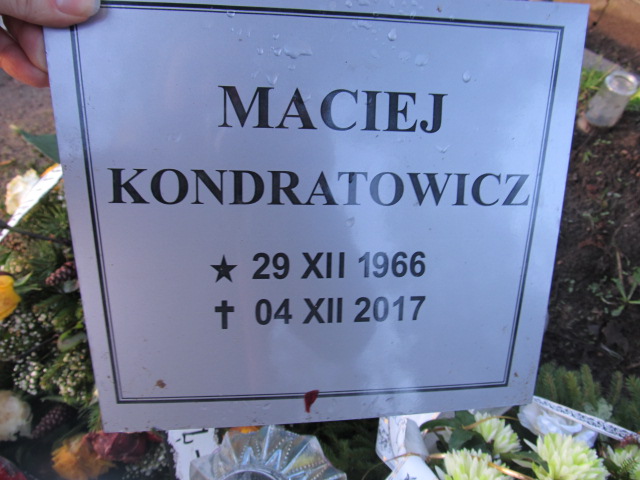 MACIEJ
KONDRATOWICZ
★ 29 XII 1966
✝ 04 XII 2017